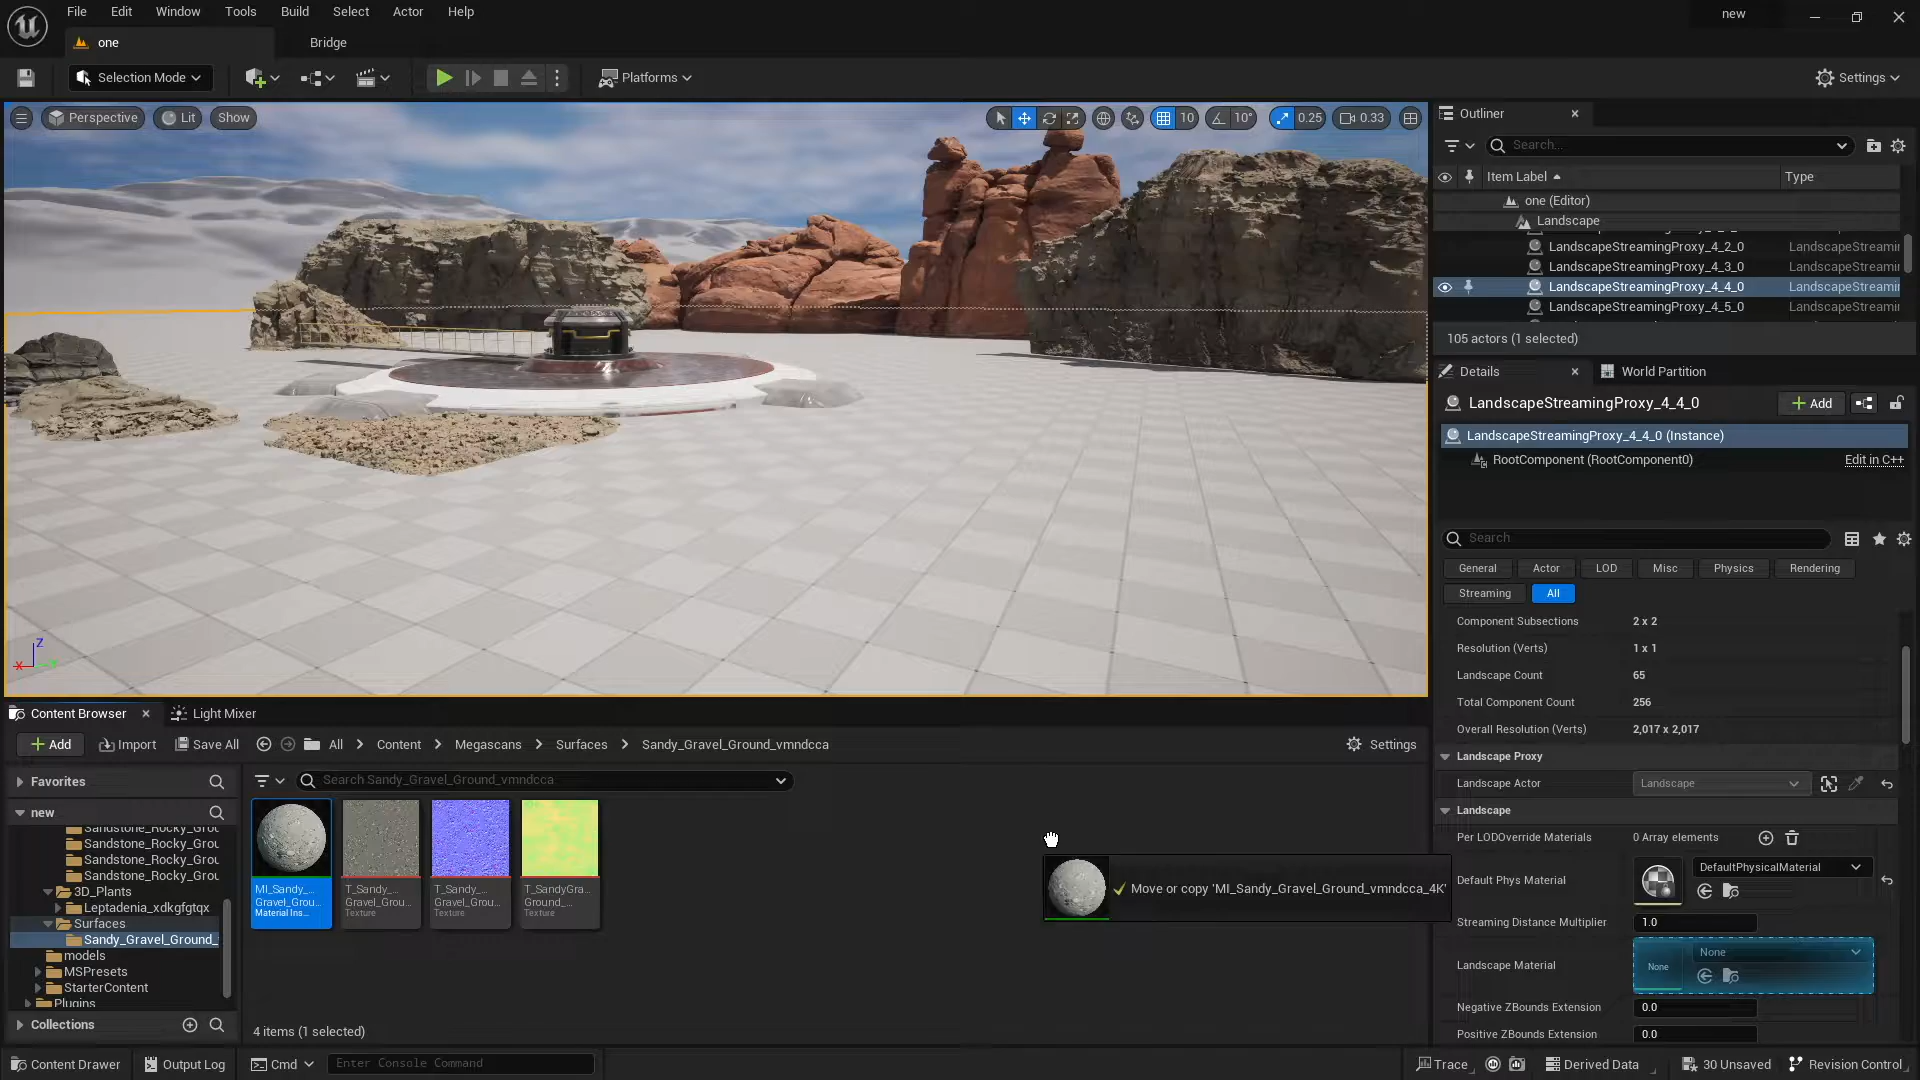 File Edit Window Tools Build Select Actor Help
new
one
Bridge
Selection Mode
Platforms
Settings
Perspective
Lit
Show
10
10°
0.25
0.33
Outliner
Search...
Item Label
Type
one (Editor)
Landscape
LandscapeStreamingProxy_4_2_0 LandscapeStreami
LandscapeStreamingProxy_4_3_0 LandscapeStreami
LandscapeStreamingProxy_4_4_0 LandscapeStreami
LandscapeStreamingProxy_4_5_0 LandscapeStreami
105 actors (1 selected)
Details
World Partition
LandscapeStreamingProxy_4_4_0
Add
LandscapeStreamingProxy_4_4_0 (Instance)
RootComponent (RootComponent0)
Edit in C++
Search
General Actor LOD Misc Physics Rendering
Streaming All
Component Subsections 2 x 2
Resolution (Verts) 1 x 1
Landscape Count 65
Total Component Count 256
Overall Resolution (Verts) 2,017 x 2,017
Landscape Proxy
Landscape Actor Landscape
Landscape
Per LODOverride Materials 0 Array elements
Default Phys Material DefaultPhysicalMaterial
Streaming Distance Multiplier 1.0
Landscape Material None None
Negative ZBounds Extension 0.0
Positive ZBounds Extension 0.0
Z
X
Content Browser
Light Mixer
Add
Import
Save All
All > Content > Megascans > Surfaces > Sandy_Gravel_Ground_vmndcca
Settings
Favorites
new
Sandstone_Rocky_Grou
Sandstone_Rocky_Grou
Sandstone_Rocky_Grou
Sandstone_Rocky_Grou
3D_Plants
Leptadenia_xdkgfgtqx
Surfaces
Sandy_Gravel_Ground_
models
MSPresets
StarterContent
Plugins
Collections
Search Sandy_Gravel_Ground_vmndcca
MI_Sandy_...
Gravel_Grou...
Material Ins...
T_Sandy_...
Gravel_Grou...
Texture
T_Sandy_...
Gravel_Grou...
Texture
T_SandyGra...
Ground_...
Texture
Move or copy 'MI_Sandy_Gravel_Ground_vmndcca_4K'
4 items (1 selected)
Content Drawer
Output Log
Cmd
Enter Console Command
Trace
Derived Data
30 Unsaved
Revision Control